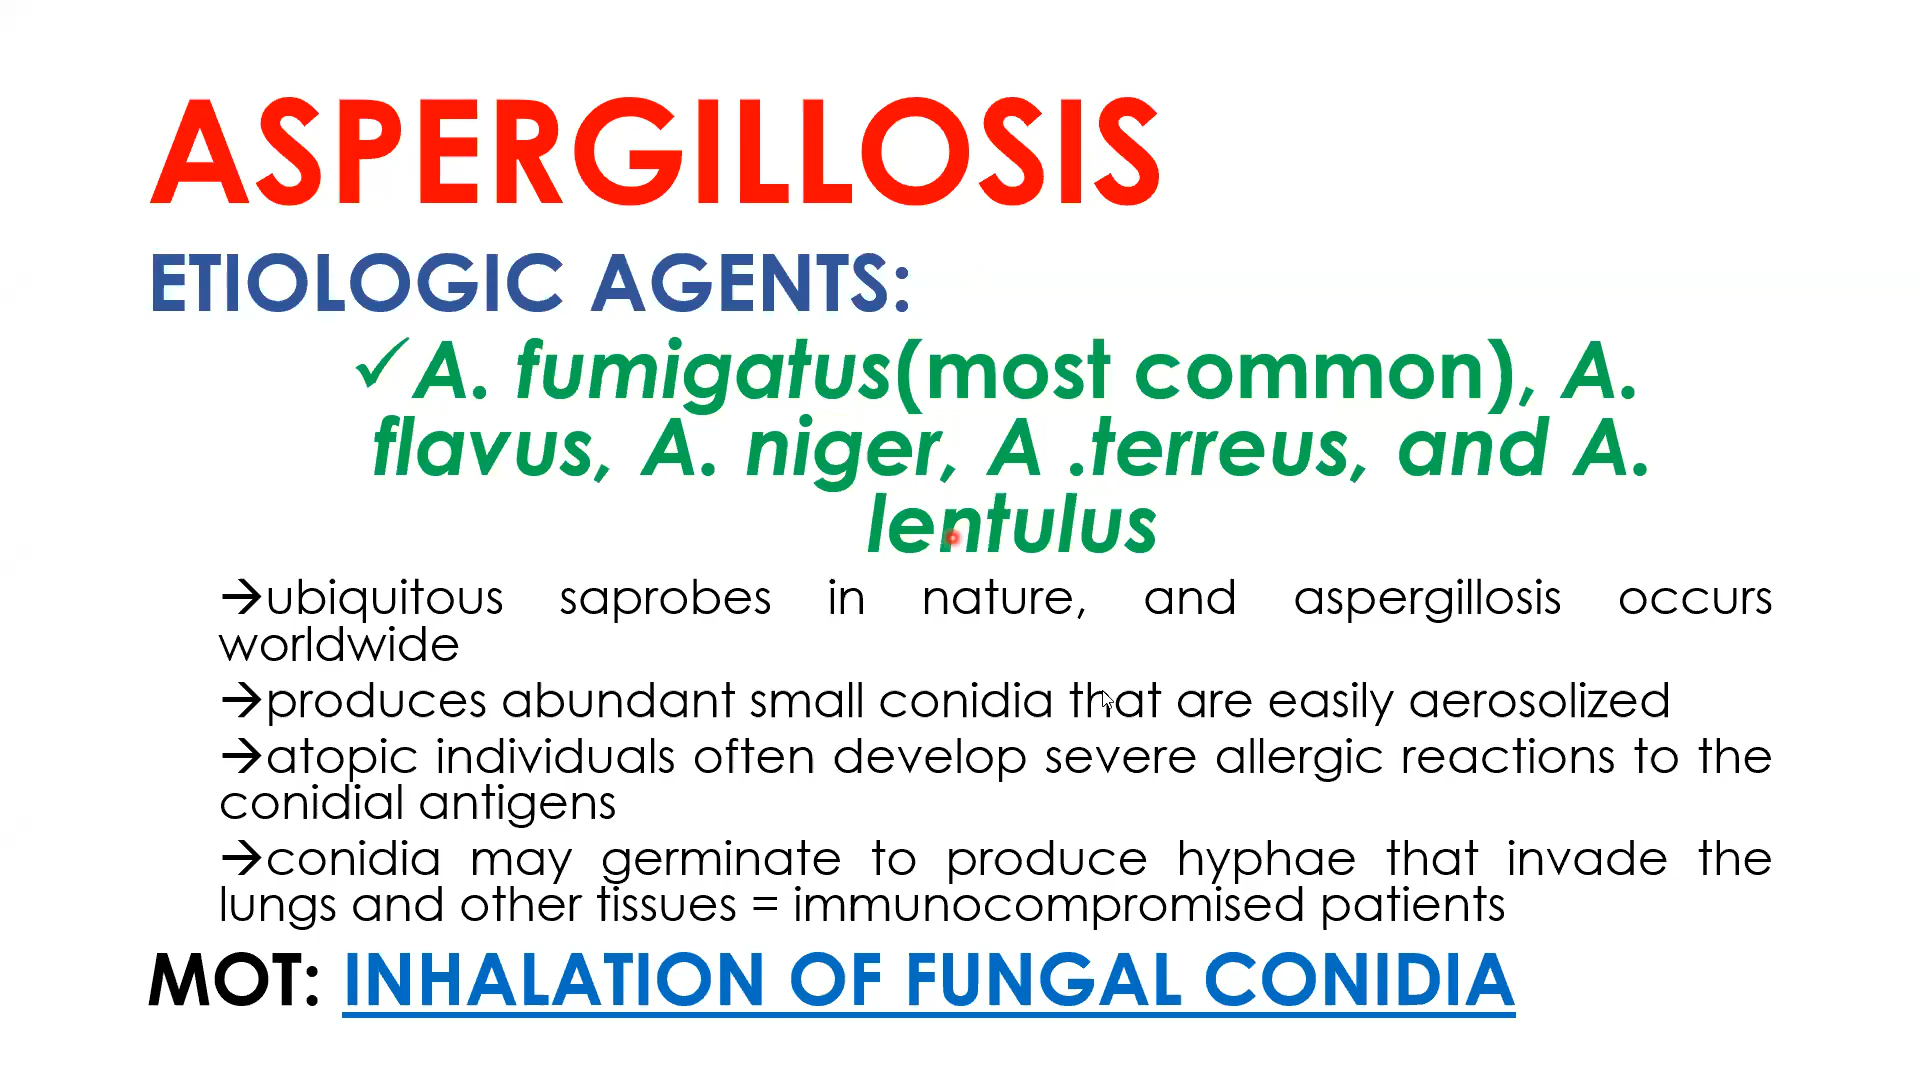 ASPERGILLOSIS
ETIOLOGIC AGENTS:
✓A. fumigatus(most common), A.
flavus, A. niger, A .terreus, and A.
lentulus
→ubiquitous saprobes in nature, and aspergillosis occurs
worldwide
→produces abundant small conidia that are easily aerosolized
→atopic individuals often develop severe allergic reactions to the
conidial antigens
→conidia may germinate to produce hyphae that invade the
lungs and other tissues = immunocompromised patients
MOT: INHALATION OF FUNGAL CONIDIA